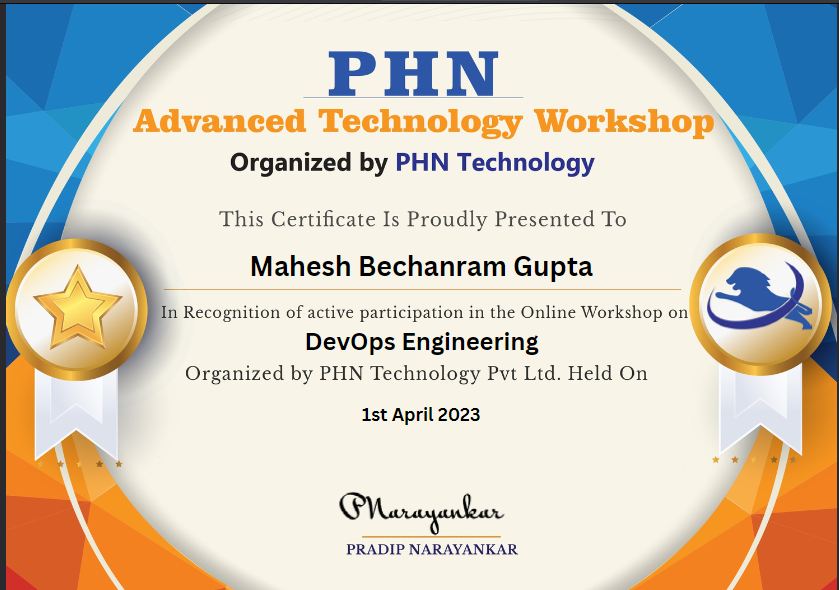 PHN
Advanced Technology Workshop
Organized by PHN Technology
This Certificate Is Proudly Presented To
Mahesh Bechanram Gupta
In Recognition of active participation in the Online Workshop on
DevOps Engineering
Organized by PHN Technology Pvt Ltd. Held On
1st April 2023
PNarayankar
PRADIP NARAYANKAR